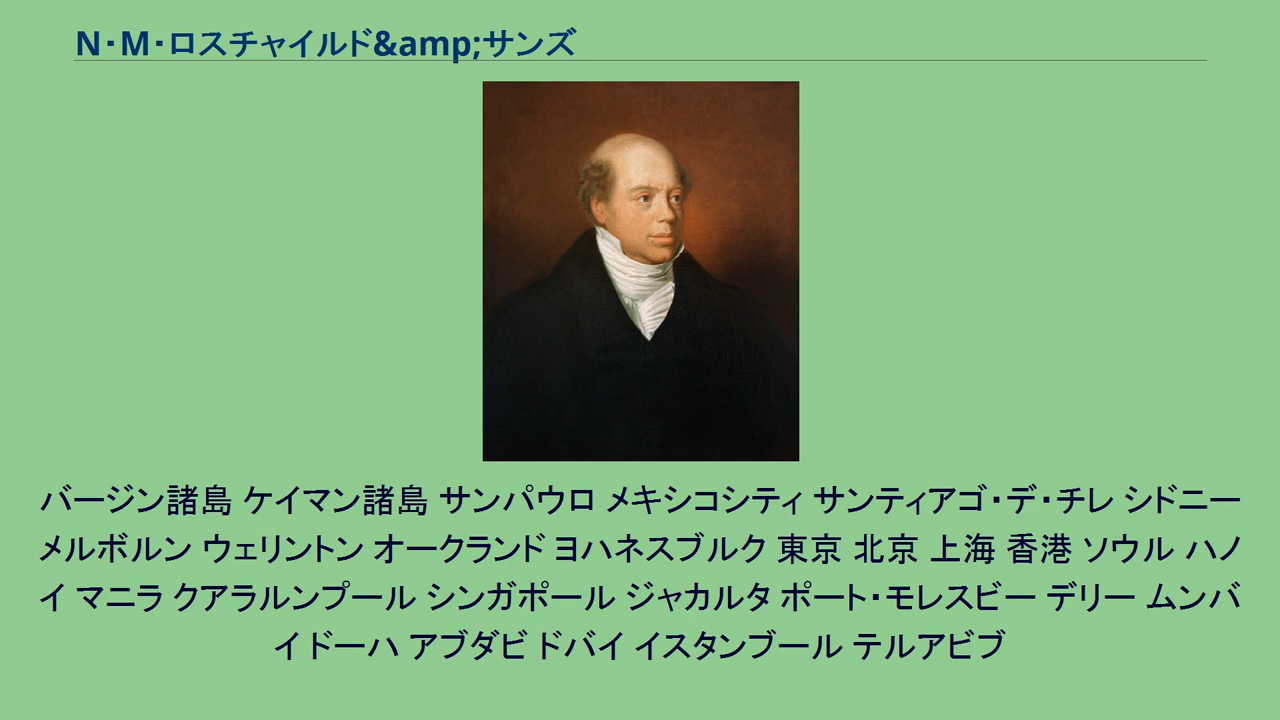 N・M・ロスチャイルド&amp;サンズ
バージン諸島 ケイマン諸島 サンパウロ メキシコシティ サンティアゴ・デ・チレ シドニー
メルボルン ウェリントン オークランド ヨハネスブルク 東京 北京 上海 香港 ソウル ハノ
イ マニラ クアラルンプール シンガポール ジャカルタ ポート・モレスビー デリー ムンバ
イ ドーハ アブダビ ドバイ イスタンブール テルアビブ